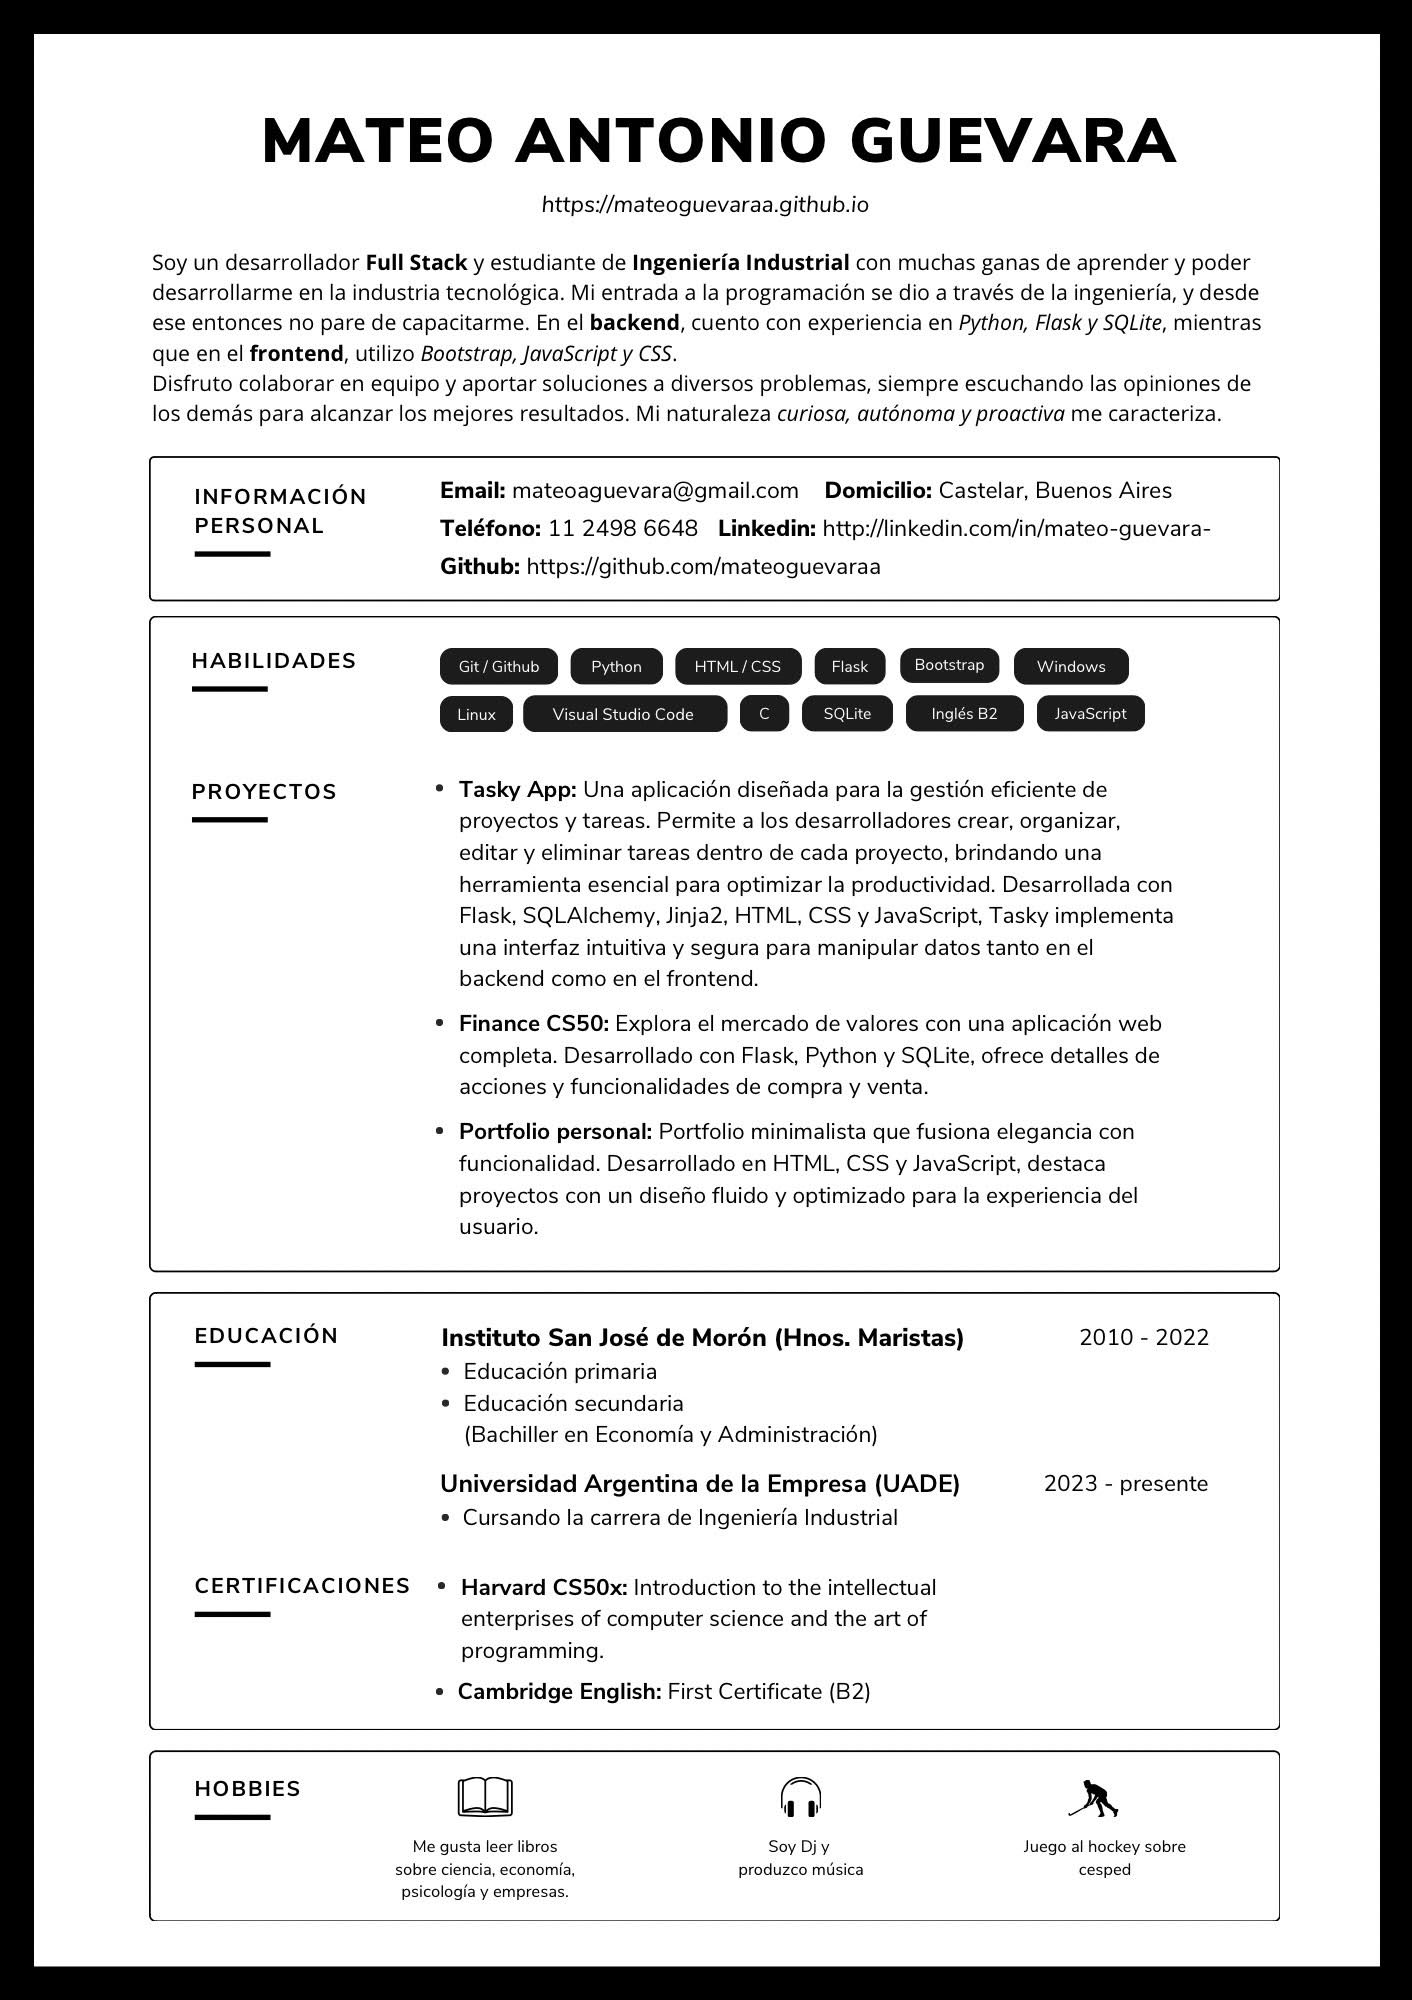 MATEO ANTONIO GUEVARA
https://mateoguevaraa.github.io
Soy un desarrollador Full Stack y estudiante de Ingeniería Industrial con muchas ganas de aprender y poder
desarrollarme en la industria tecnológica. Mi entrada a la programación se dio a través de la ingeniería, y desde
ese entonces no pare de capacitarme. En el backend, cuento con experiencia en Python, Flask y SQLite, mientras
que en el frontend, utilizo Bootstrap, JavaScript y CSS.
Disfruto colaborar en equipo y aportar soluciones a diversos problemas, siempre escuchando las opiniones de
los demás para alcanzar los mejores resultados. Mi naturaleza curiosa, autónoma y proactiva me caracteriza.
INFORMACIÓN
PERSONAL
Email: mateoaguevara@gmail.com Domicilio: Castelar, Buenos Aires
Teléfono: 11 2498 6648 Linkedin: http://linkedin.com/in/mateo-guevara-
Github: https://github.com/mateoguevaraa
HABILIDADES
Git / Github Python HTML / CSS Flask Bootstrap Windows
Linux Visual Studio Code C SQLite Inglés B2 JavaScript
PROYECTOS
• Tasky App: Una aplicación diseñada para la gestión eficiente de
proyectos y tareas. Permite a los desarrolladores crear, organizar,
editar y eliminar tareas dentro de cada proyecto, brindando una
herramienta esencial para optimizar la productividad. Desarrollada con
Flask, SQLAlchemy, Jinja2, HTML, CSS y JavaScript, Tasky implementa
una interfaz intuitiva y segura para manipular datos tanto en el
backend como en el frontend.
• Finance CS50: Explora el mercado de valores con una aplicación web
completa. Desarrollado con Flask, Python y SQLite, ofrece detalles de
acciones y funcionalidades de compra y venta.
• Portfolio personal: Portfolio minimalista que fusiona elegancia con
funcionalidad. Desarrollado en HTML, CSS y JavaScript, destaca
proyectos con un diseño fluido y optimizado para la experiencia del
usuario.
EDUCACIÓN
Instituto San José de Morón (Hnos. Maristas) 2010 - 2022
• Educación primaria
• Educación secundaria
(Bachiller en Economía y Administración)
Universidad Argentina de la Empresa (UADE) 2023 - presente
• Cursando la carrera de Ingeniería Industrial
CERTIFICACIONES
• Harvard CS50x: Introduction to the intellectual
enterprises of computer science and the art of
programming.
• Cambridge English: First Certificate (B2)
HOBBIES
Me gusta leer libros
sobre ciencia, economía,
psicología y empresas.
Soy Dj y
produzco música
Juego al hockey sobre
cesped